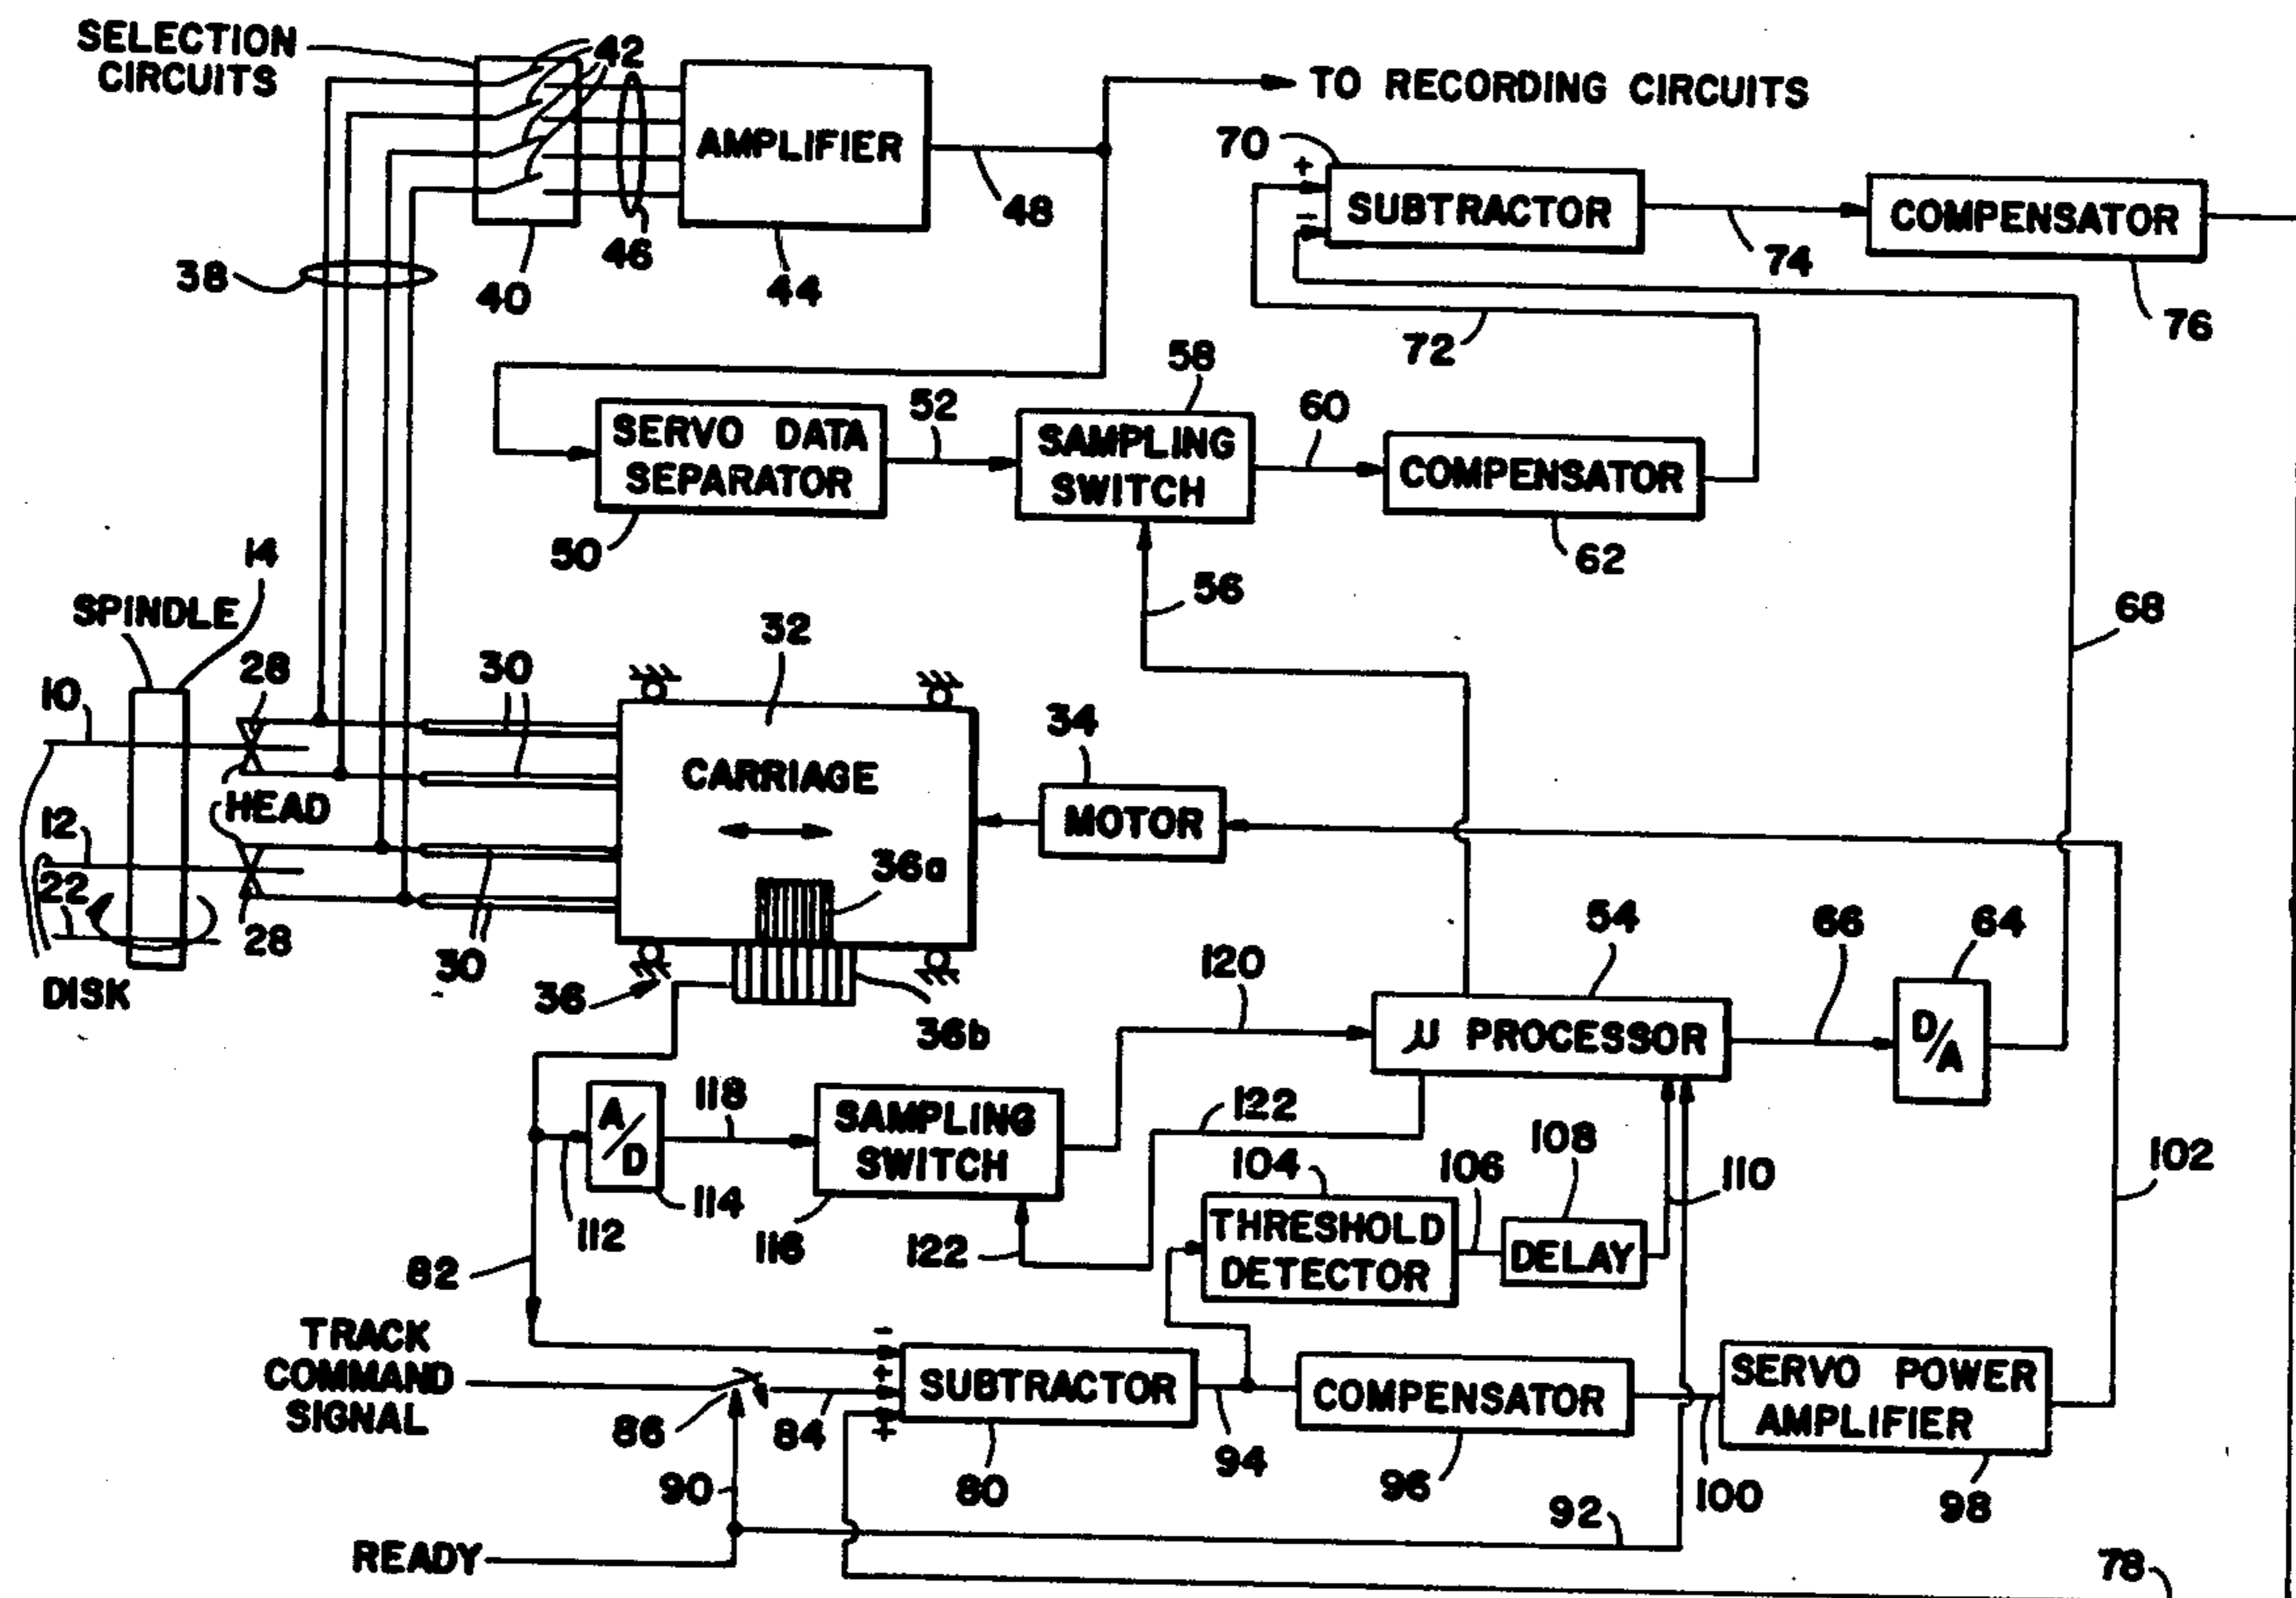 SELECTION
CIRCUITS
42
AMPLIFIER
TO RECORDING CIRCUITS
70
+
−
SUBTRACTOR
COMPENSATOR
38
40
46
44
48
74
76
72
58
52
60
SERVO DATA
SEPARATOR
SAMPLING
SWITCH
COMPENSATOR
50
62
56
68
14
SPINDLE
32
28
30
10
34
CARRIAGE
HEAD
MOTOR
12
36a
22
28
30
54
66
64
DISK
36
36b
120
μ PROCESSOR
D/A
118
A/D
SAMPLING
SWITCH
122
108
104
106
110
102
114
112
116
122
THRESHOLD
DETECTOR
DELAY
82
TRACK
COMMAND
SIGNAL
−
+
+
SUBTRACTOR
COMPENSATOR
SERVO POWER
AMPLIFIER
86
84
80
94
96
100
98
90
92
READY
78